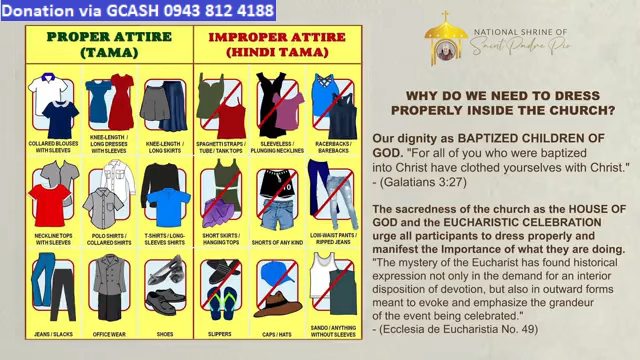 Donation via GCASH 0943 812 4188
PROPER ATTIRE
(TAMA)
IMPROPER ATTIRE
(HINDI TAMA)
COLLARED BLOUSES
WITH SLEEVES
KNEE-LENGTH /
LONG DRESSES
WITH SLEEVES
KNEE-LENGTH /
LONG SKIRTS
SPAGHETTI STRAPS /
TUBE / TANK TOPS
SLEEVELESS /
PLUNGING NECKLINES
RACERBACKS /
BAREBACKS
NECKLINE TOPS
WITH SLEEVES
POLO-SHIRTS /
COLLARED SHIRTS
T-SHIRTS / LONG-
SLEEVES SHIRTS
SHORT SKIRTS /
HANGING TOPS
SHORTS OF ANY KIND
LOW-WAIST PANTS /
RIPPED JEANS
JEANS / SLACKS
OFFICE WEAR
SHOES
SLIPPERS
CAPS / HATS
SANDO / ANYTHING
WITHOUT SLEEVES
NATIONAL SHRINE OF
Saint Padre Pio
WHY DO WE NEED TO DRESS
PROPERLY INSIDE THE CHURCH?
Our dignity as BAPTIZED CHILDREN OF
GOD. "For all of you who were baptized
into Christ have clothed yourselves with Christ."
- (Galatians 3:27)
The sacredness of the church as the HOUSE OF
GOD and the EUCHARISTIC CELEBRATION
urge all participants to dress properly and
manifest the importance of what they are doing.
"The mystery of the Eucharist has found historical
expression not only in the demand for an interior
disposition of devotion, but also in outward forms
meant to evoke and emphasize the grandeur
of the event being celebrated."
- (Ecclesia de Eucharistia No. 49)